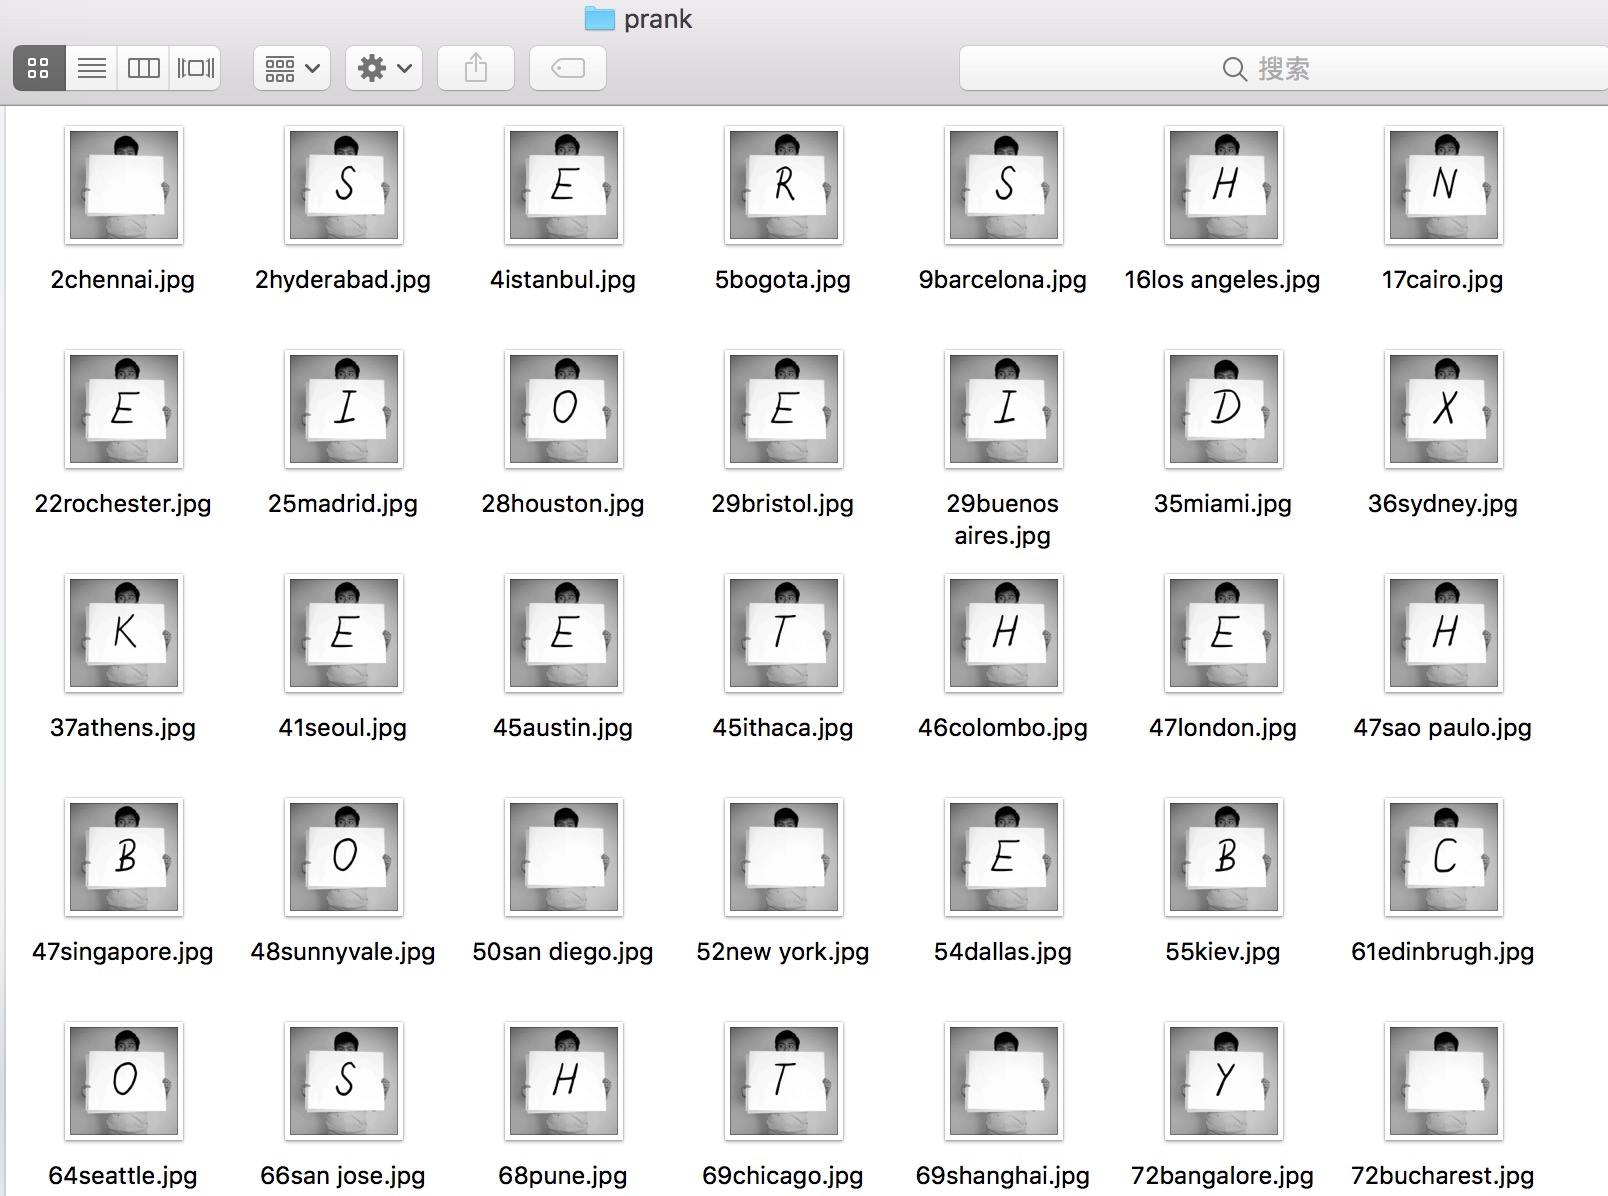 prank
搜索
S E R S H N
2chennai.jpg 2hyderabad.jpg 4istanbul.jpg 5bogota.jpg 9barcelona.jpg 16los angeles.jpg 17cairo.jpg
E I O E I D X
22rochester.jpg 25madrid.jpg 28houston.jpg 29bristol.jpg 29buenos 35miami.jpg 36sydney.jpg
aires.jpg
K E E T H E H
37athens.jpg 41seoul.jpg 45austin.jpg 45ithaca.jpg 46colombo.jpg 47london.jpg 47sao paulo.jpg
B O E B C
47singapore.jpg 48sunnyvale.jpg 50san diego.jpg 52new york.jpg 54dallas.jpg 55kiev.jpg 61edinbrugh.jpg
O S H T Y
64seattle.jpg 66san jose.jpg 68pune.jpg 69chicago.jpg 69shanghai.jpg 72bangalore.jpg 72bucharest.jpg